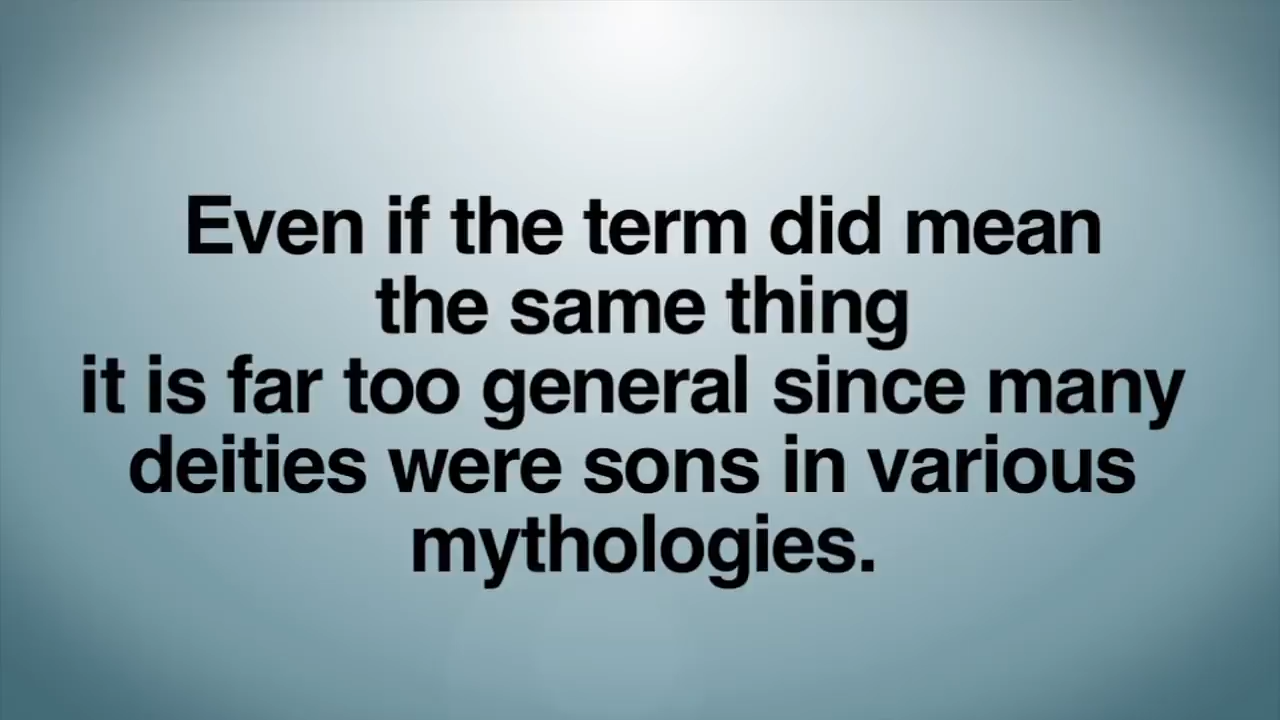 Even if the term did mean
the same thing
it is far too general since many
deities were sons in various
mythologies.